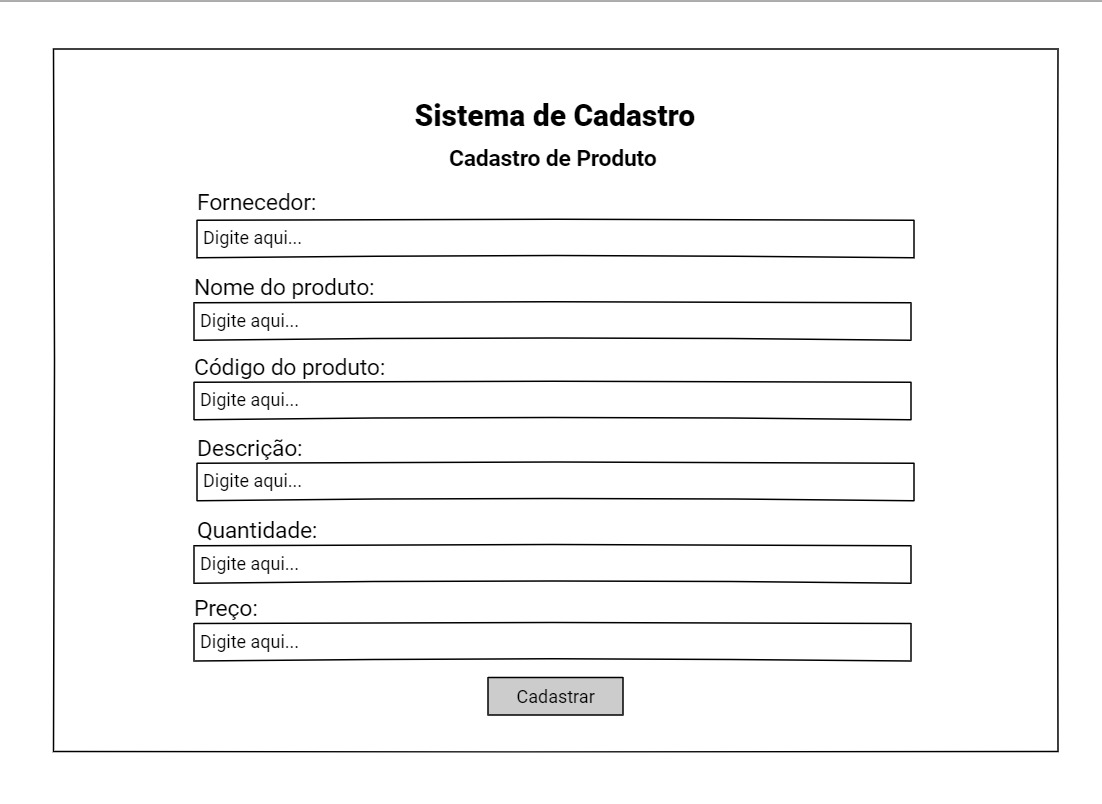 Sistema de Cadastro
Cadastro de Produto
Fornecedor:
Digite aqui...
Nome do produto:
Digite aqui...
Código do produto:
Digite aqui...
Descrição:
Digite aqui...
Quantidade:
Digite aqui...
Preço:
Digite aqui...
Cadastrar